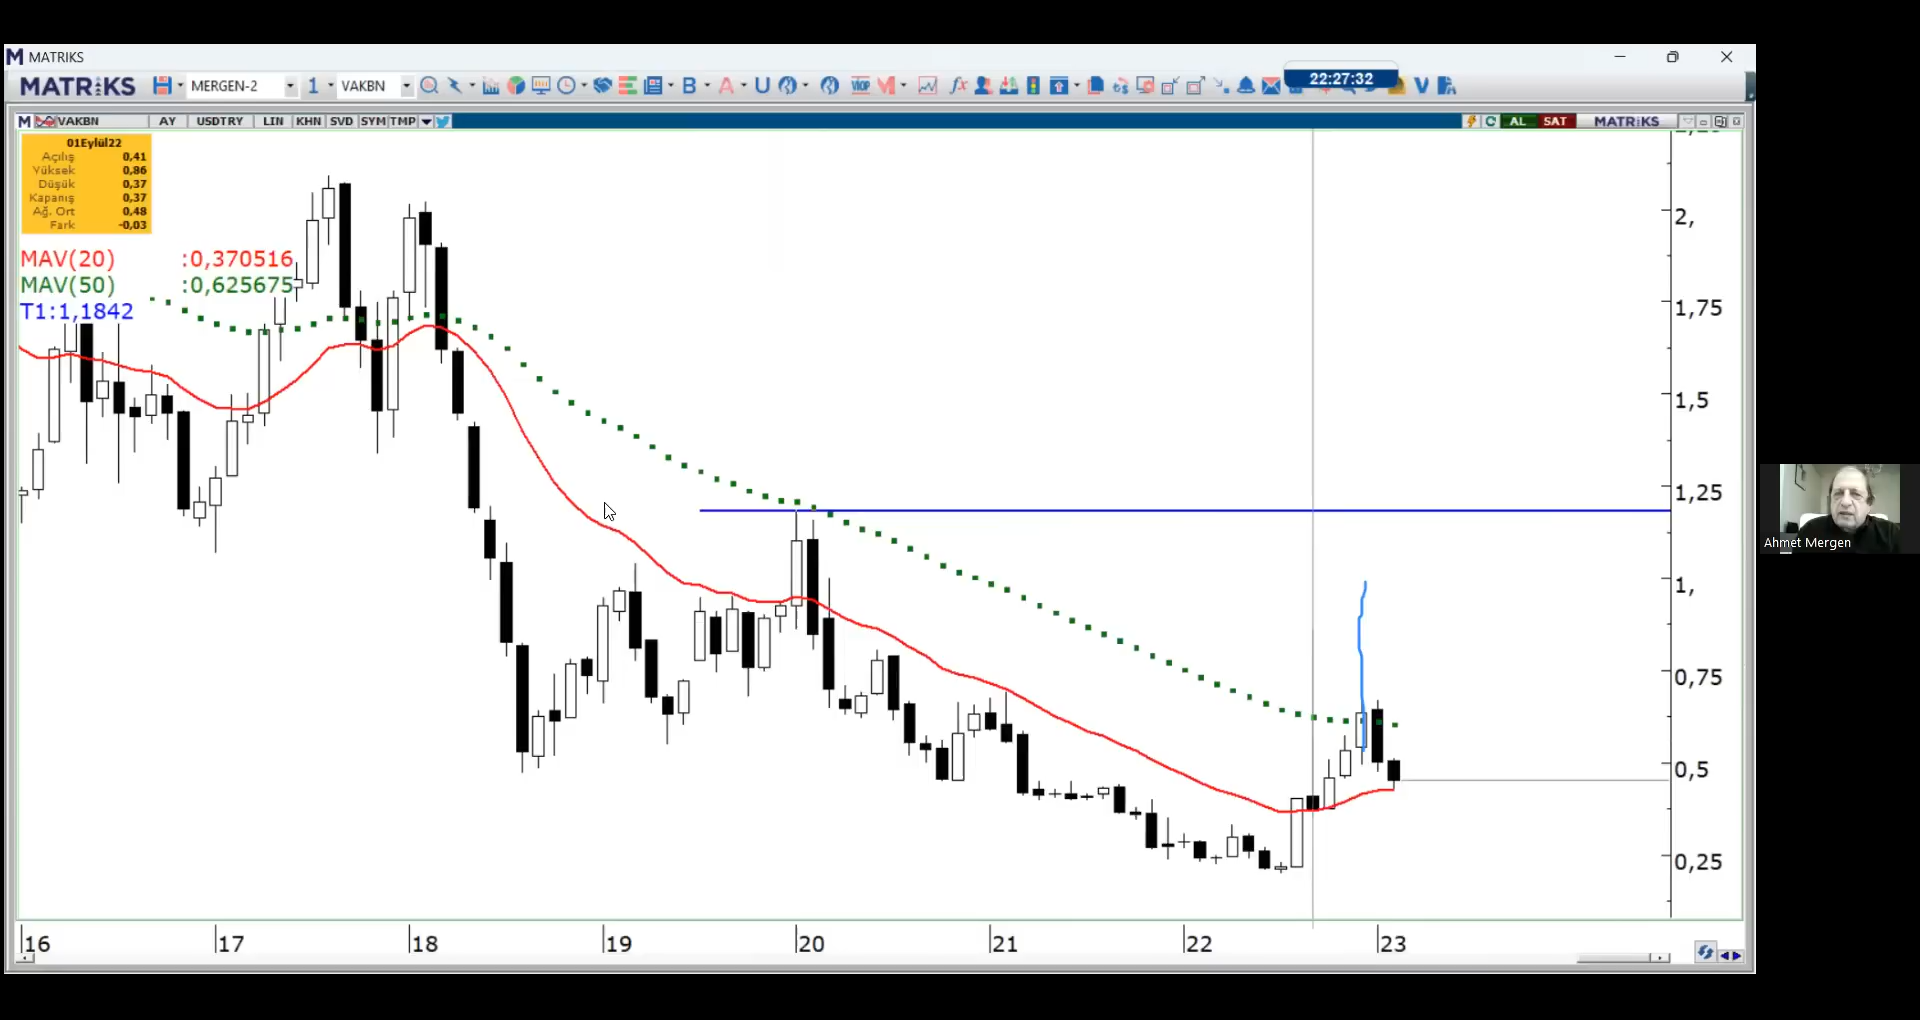 MATRIKS
MATRIKS MERGEN-2 1 VAKBN B A U VIOP M fx V
22:27:32
M VAKBN AY USDTRY LIN KHN SVD SYM TMP AL SAT MATRIKS
01Eylül22
Açılış 0,41
Yüksek 0,86
Düşük 0,37
Kapanış 0,37
Ağ. Ort 0,48
Fark -0,03
MAV(20) :0,370516
MAV(50) :0,625675
T1:1,1842
2,
1,75
1,5
1,25
1,
0,75
0,5
0,25
16 17 18 19 20 21 22 23
Ahmet Mergen